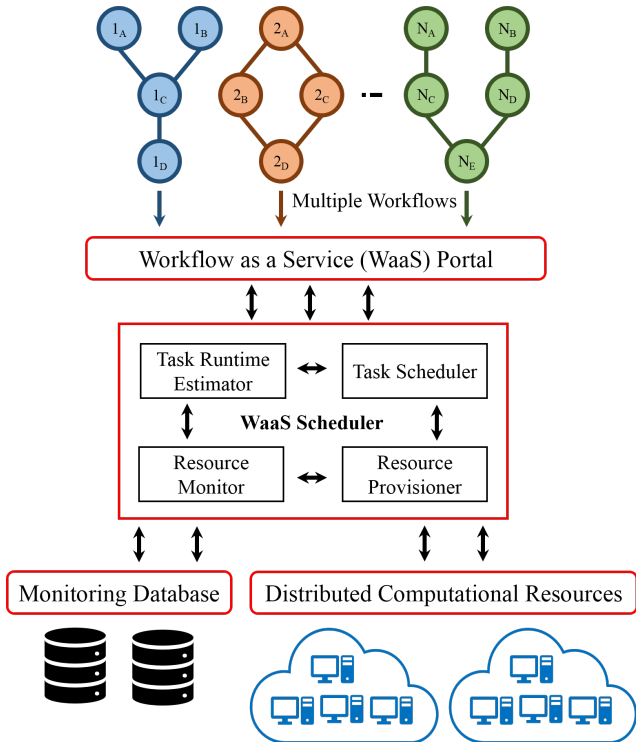 1A 1B 2A NA NB
1C 2B 2C NC ND
1D 2D NE
Multiple Workflows
Workflow as a Service (WaaS) Portal
Task Runtime
Estimator
Task Scheduler
WaaS Scheduler
Resource
Monitor
Resource
Provisioner
Monitoring Database
Distributed Computational Resources